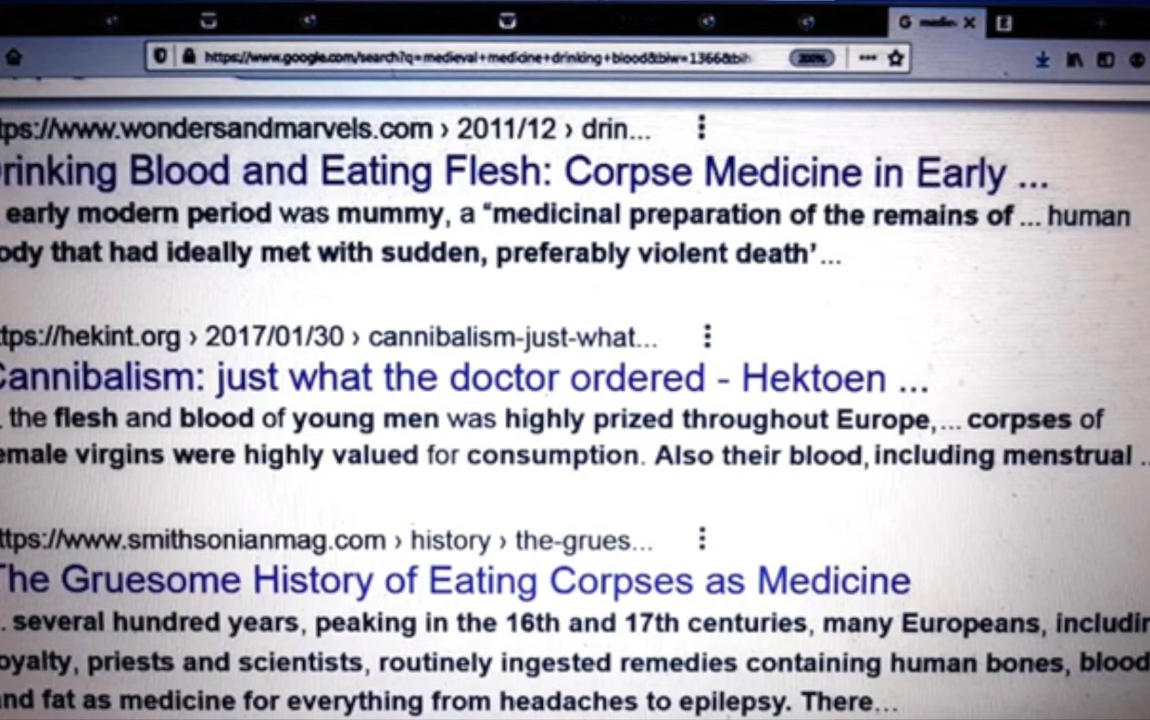 G medie
https://www.google.com/search?q=medieval+medicine+drinking+blood&biw=1366&bih
200%
tps://www.wondersandmarvels.com › 2011/12 › drin...
rinking Blood and Eating Flesh: Corpse Medicine in Early ...
early modern period was mummy, a “medicinal preparation of the remains of ... human
ody that had ideally met with sudden, preferably violent death’...
tps://hekint.org › 2017/01/30 › cannibalism-just-what...
Cannibalism: just what the doctor ordered - Hektoen ...
. the flesh and blood of young men was highly prized throughout Europe,... corpses of
emale virgins were highly valued for consumption. Also their blood, including menstrual ..
ttps://www.smithsonianmag.com › history › the-grues...
The Gruesome History of Eating Corpses as Medicine
. several hundred years, peaking in the 16th and 17th centuries, many Europeans, includin
oyalty, priests and scientists, routinely ingested remedies containing human bones, blood
and fat as medicine for everything from headaches to epilepsy. There...